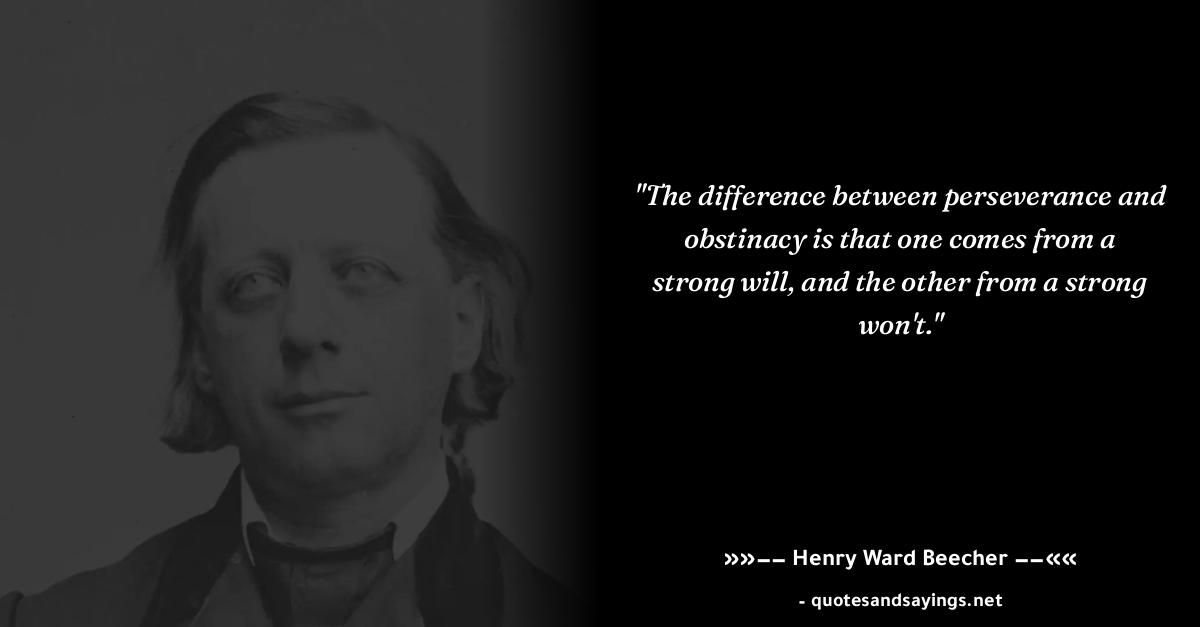 "The difference between perseverance and
obstinacy is that one comes from a
strong will, and the other from a strong
won't."
»»−− Henry Ward Beecher −−««
- quotesandsayings.net